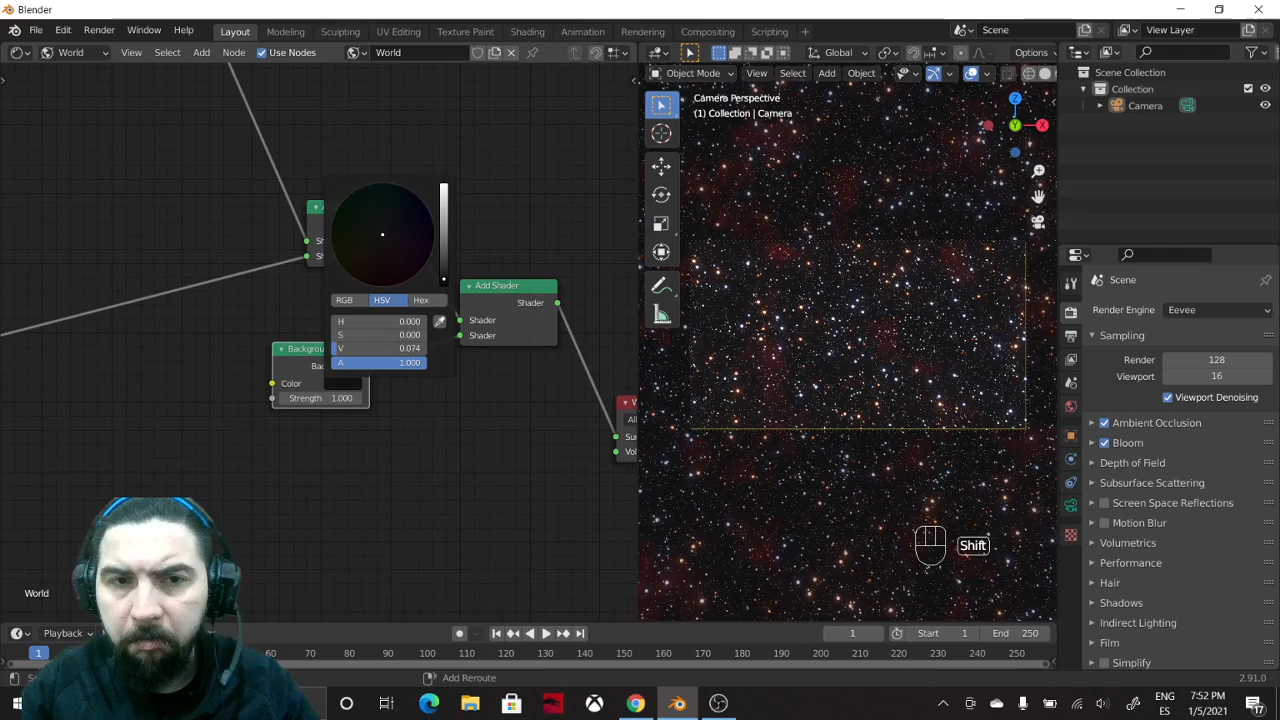 Blender
File Edit Render Window Help Layout Modeling Sculpting UV Editing Texture Paint Shading Animation Rendering Compositing Scripting + Scene View Layer
World View Select Add Node Use Nodes World Global Options
Object Mode View Select Add Object Scene Collection
Collection
Camera Perspective
(1) Collection | Camera
Camera
Z
Y X
Add Shader
Shader
Shader
Shader
RGB HSV Hex
H 0.000
S 0.000
V 0.074
A 1.000
Color
Strength 1.000
Scene
Render Engine Eevee
Sampling
Render 128
Viewport 16
Viewport Denoising
Ambient Occlusion
Bloom
Depth of Field
Subsurface Scattering
Screen Space Reflections
Motion Blur
Volumetrics
Performance
Hair
Shadows
Indirect Lighting
Film
Simplify
Shift
World
Playback 1 Start 1 End 250
1 60 70 80 90 100 110 120 130 140 150 160 170 180 190 200 210 220 230 240 250
Add Reroute 2.91.0
ENG
ES
7:52 PM
1/5/2021
17